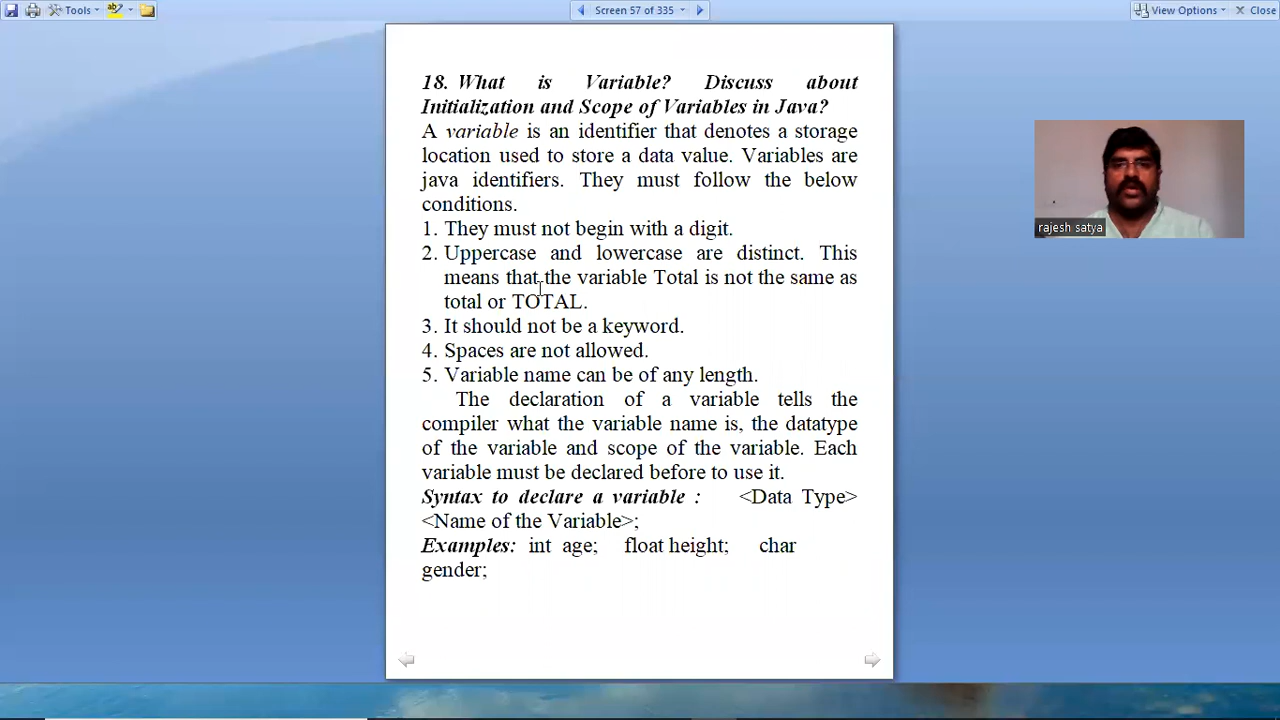 Tools
Screen 57 of 335
View Options
Close
18. What is Variable? Discuss about
Initialization and Scope of Variables in Java?
A variable is an identifier that denotes a storage
location used to store a data value. Variables are
java identifiers. They must follow the below
conditions.
1. They must not begin with a digit.
2. Uppercase and lowercase are distinct. This
means that the variable Total is not the same as
total or TOTAL.
3. It should not be a keyword.
4. Spaces are not allowed.
5. Variable name can be of any length.
The declaration of a variable tells the
compiler what the variable name is, the datatype
of the variable and scope of the variable. Each
variable must be declared before to use it.
Syntax to declare a variable : <Data Type>
<Name of the Variable>;
Examples: int age; float height; char
gender;
rajesh satya